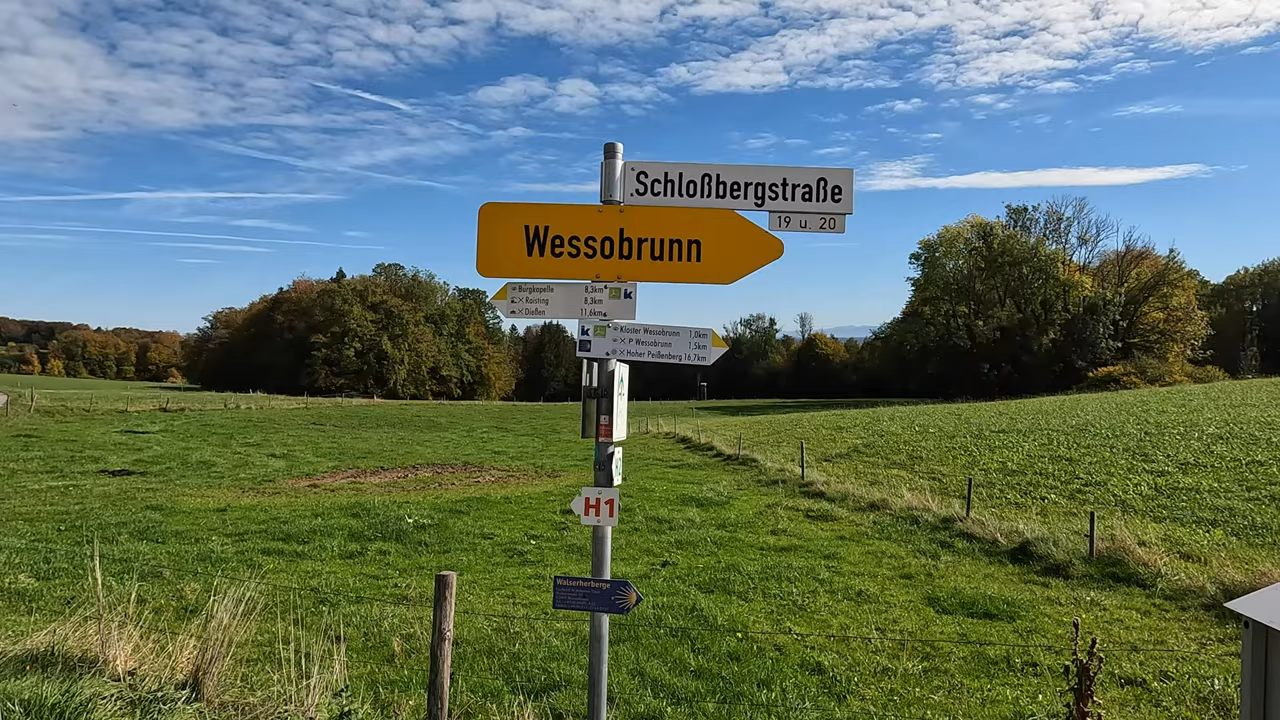 Schloßbergstraße
19 u. 20
Wessobrunn
Burgkapelle 8,3km
Raisting 8,3km
Dießen 11,6km
Kloster Wessobrunn 1,0km
P Wessobrunn 1,5km
Hoher Peißenberg 16,7km
H1
Walserherberge